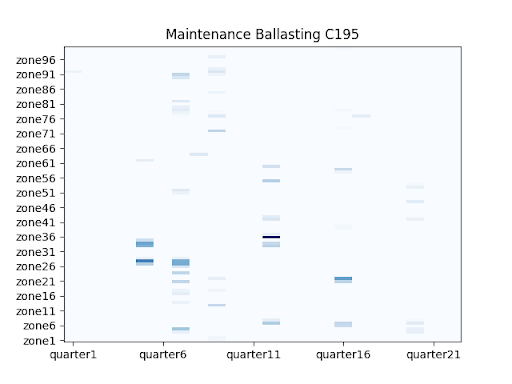 Maintenance Ballasting C195
zone96
zone91
zone86
zone81
zone76
zone71
zone66
zone61
zone56
zone51
zone46
zone41
zone36
zone31
zone26
zone21
zone16
zone11
zone6
zone1
quarter1 quarter6 quarter11 quarter16 quarter21